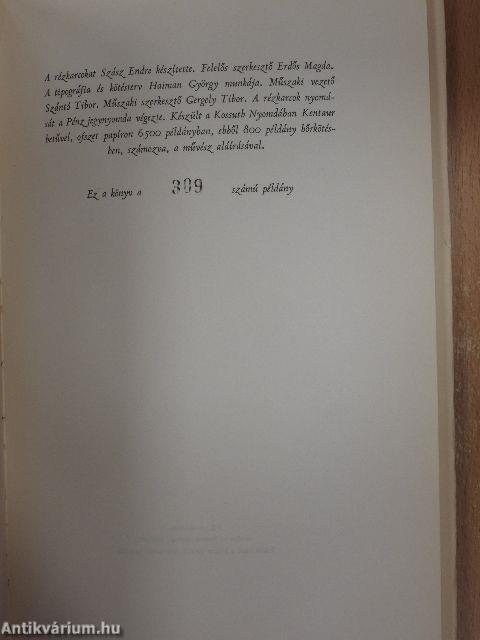 A rézkarcokat Szász Endre készítette. Felelős szerkesztő Erdős Magda.
A tipográfia és kötésterv Haiman György munkája. Műszaki vezető
Szántó Tibor. Műszaki szerkesztő Gergely Tibor. A rézkarcok nyomá-
sát a Pénzjegynyomda végezte. Készült a Kossuth Nyomdában Kentaur
betűvel, ofszet papíron 6500 példányban, ebből 800 példány bőrkötés-
ben, számozva, a művész aláírásával.
Ez a könyv a 309 számú példány
Antikvárium.hu